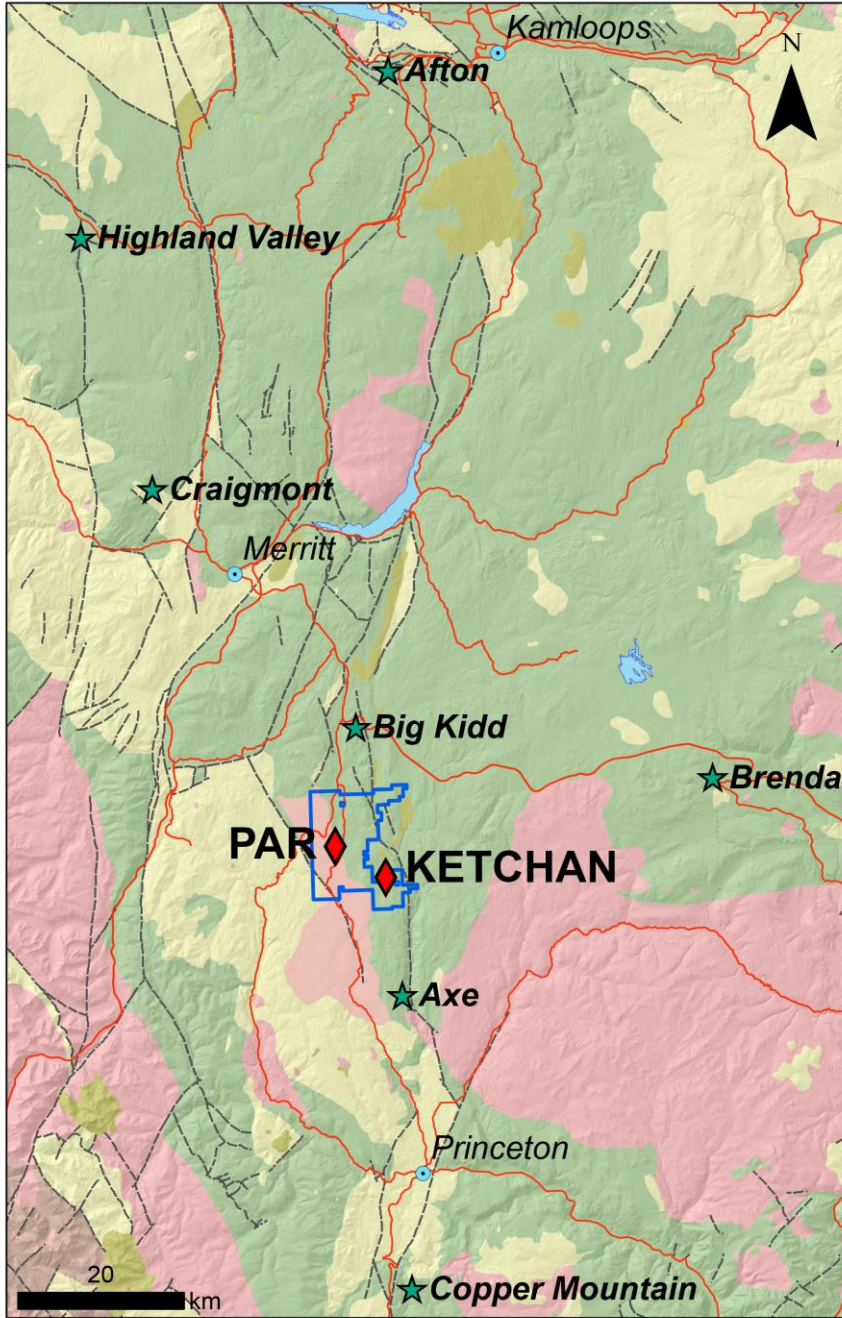 Kamloops
N
Afton
Highland Valley
Craigmont
Merritt
Big Kidd
Brenda
PAR
KETCHAN
Axe
Princeton
20
km
Copper Mountain